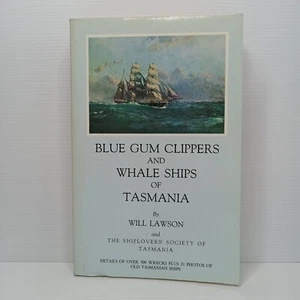 BLUE GUM CLIPPERS
AND
WHALE SHIPS
OF
TASMANIA
By
WILL LAWSON
and
THE SHIPLOVERS' SOCIETY OF
TASMANIA
DETAILS OF OVER 300 WRECKS PLUS 51 PHOTOS OF
OLD TASMANIAN SHIPS